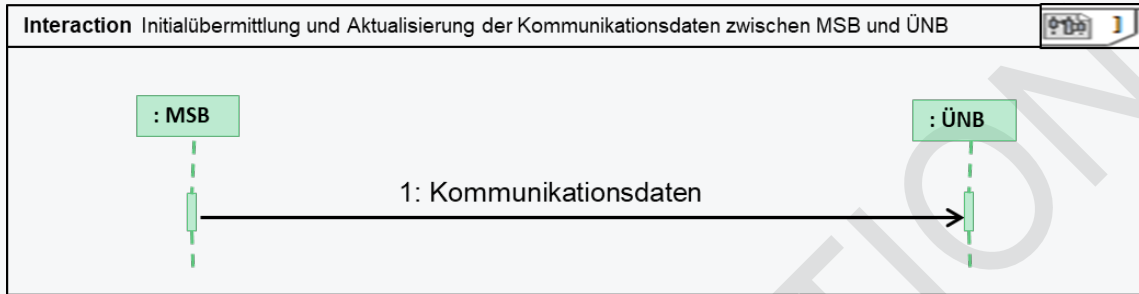 Interaction Initialübermittlung und Aktualisierung der Kommunikationsdaten zwischen MSB und ÜNB
: MSB
: ÜNB
1: Kommunikationsdaten